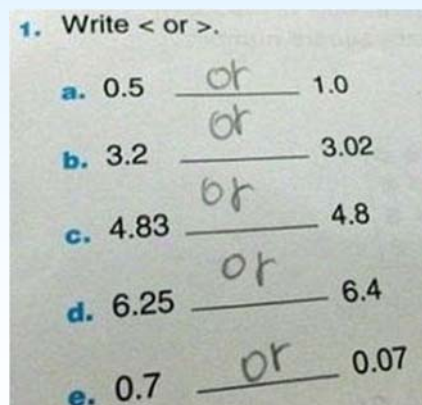 1. Write < or >.
a. 0.5 or 1.0
b. 3.2 or 3.02
c. 4.83 or 4.8
d. 6.25 or 6.4
e. 0.7 or 0.07